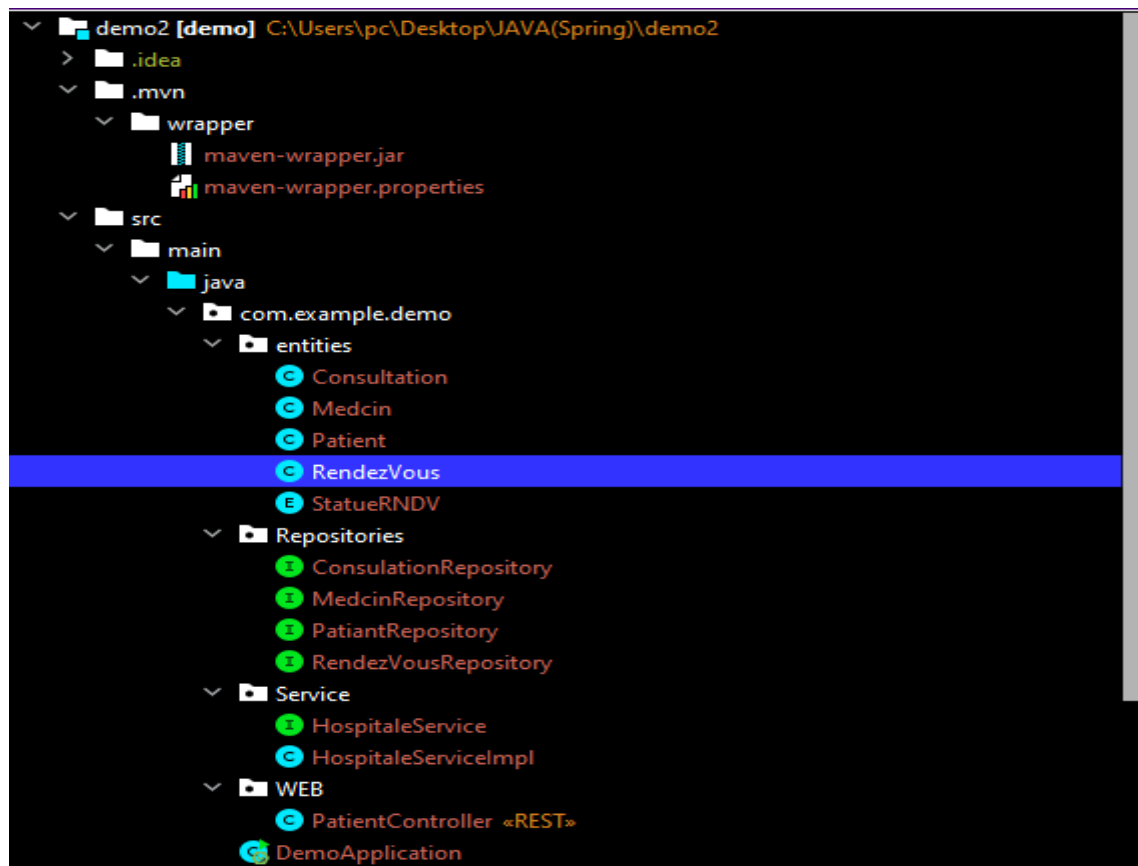 demo2 [demo] C:\Users\pc\Desktop\JAVA(Spring)\demo2
.idea
.mvn
wrapper
maven-wrapper.jar
maven-wrapper.properties
src
main
java
com.example.demo
entities
C Consultation
C Medcin
C Patient
C RendezVous
E StatueRNDV
Repositories
I ConsulationRepository
I MedcinRepository
I PatiantRepository
I RendezVousRepository
Service
I HospitaleService
C HospitaleServiceImpl
WEB
C PatientController «REST»
DemoApplication